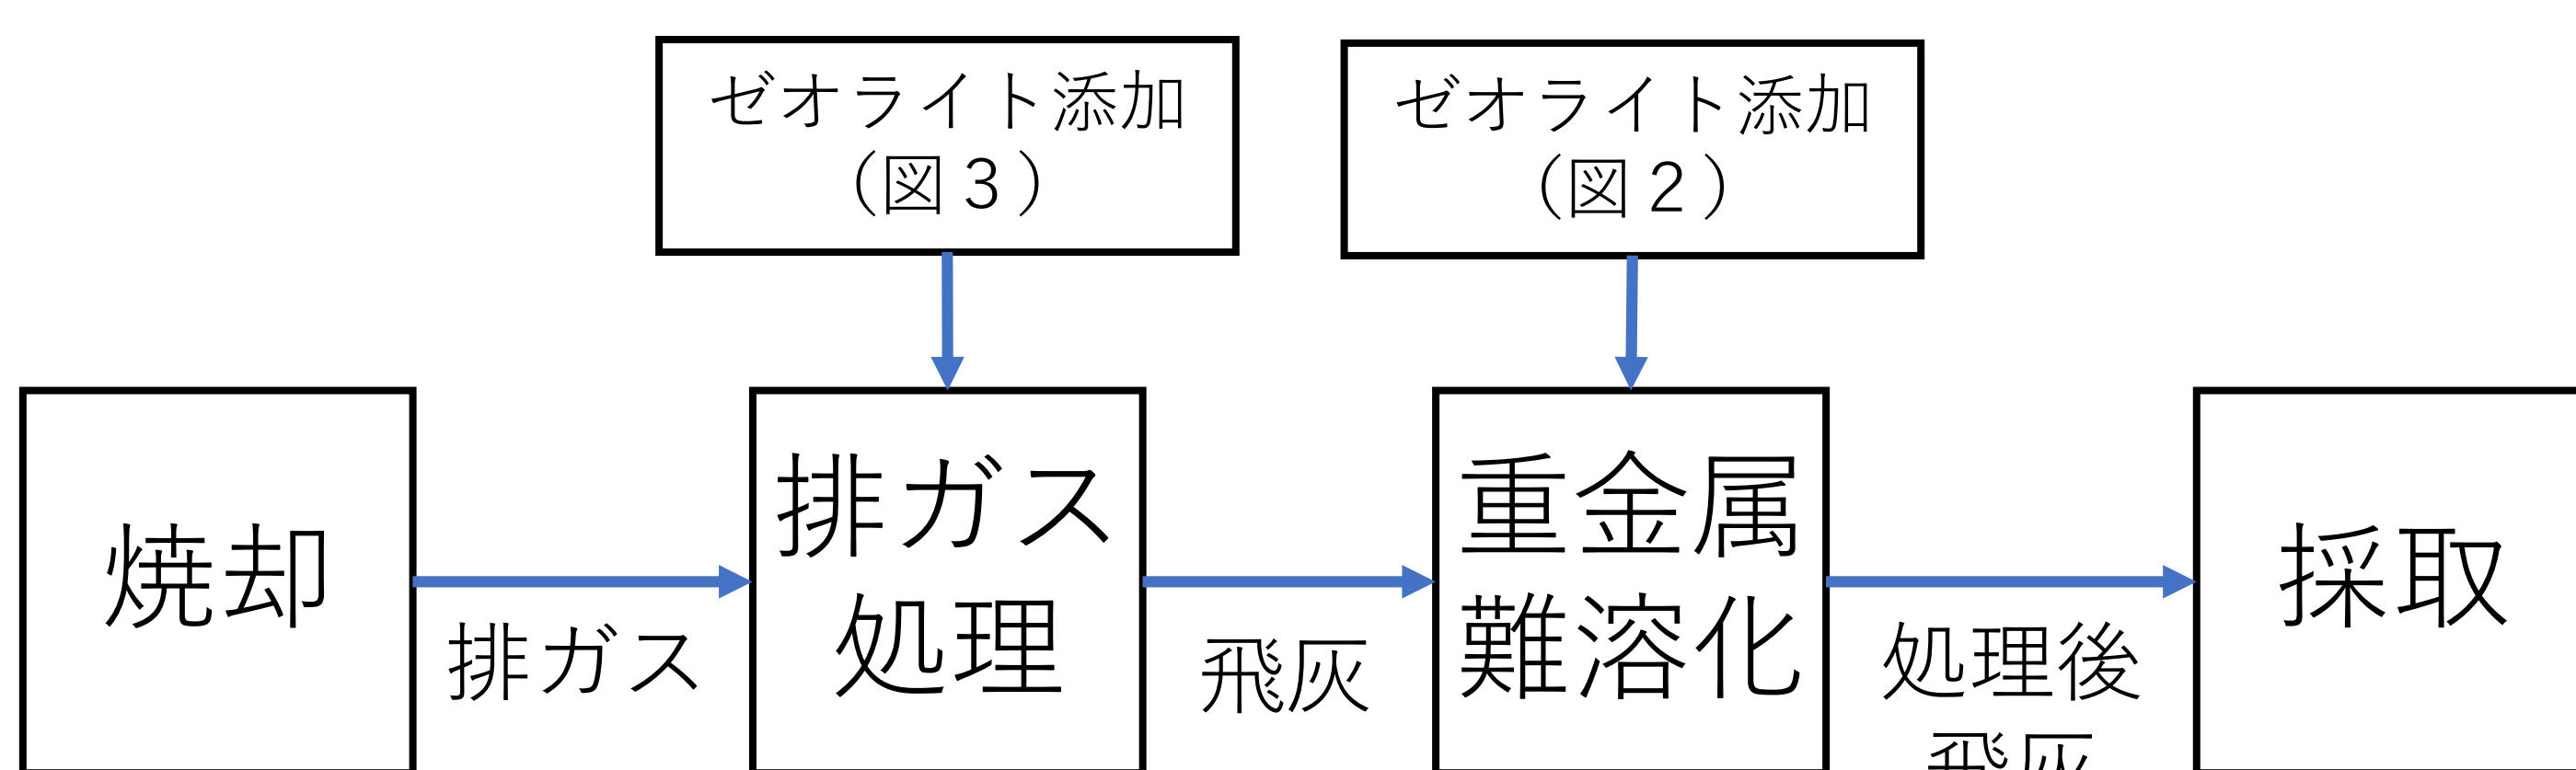 ゼオライト添加
（図３）
ゼオライト添加
（図２）
焼却
排ガス
排ガス
処理
飛灰
重金属
難溶化
処理後
飛灰
採取